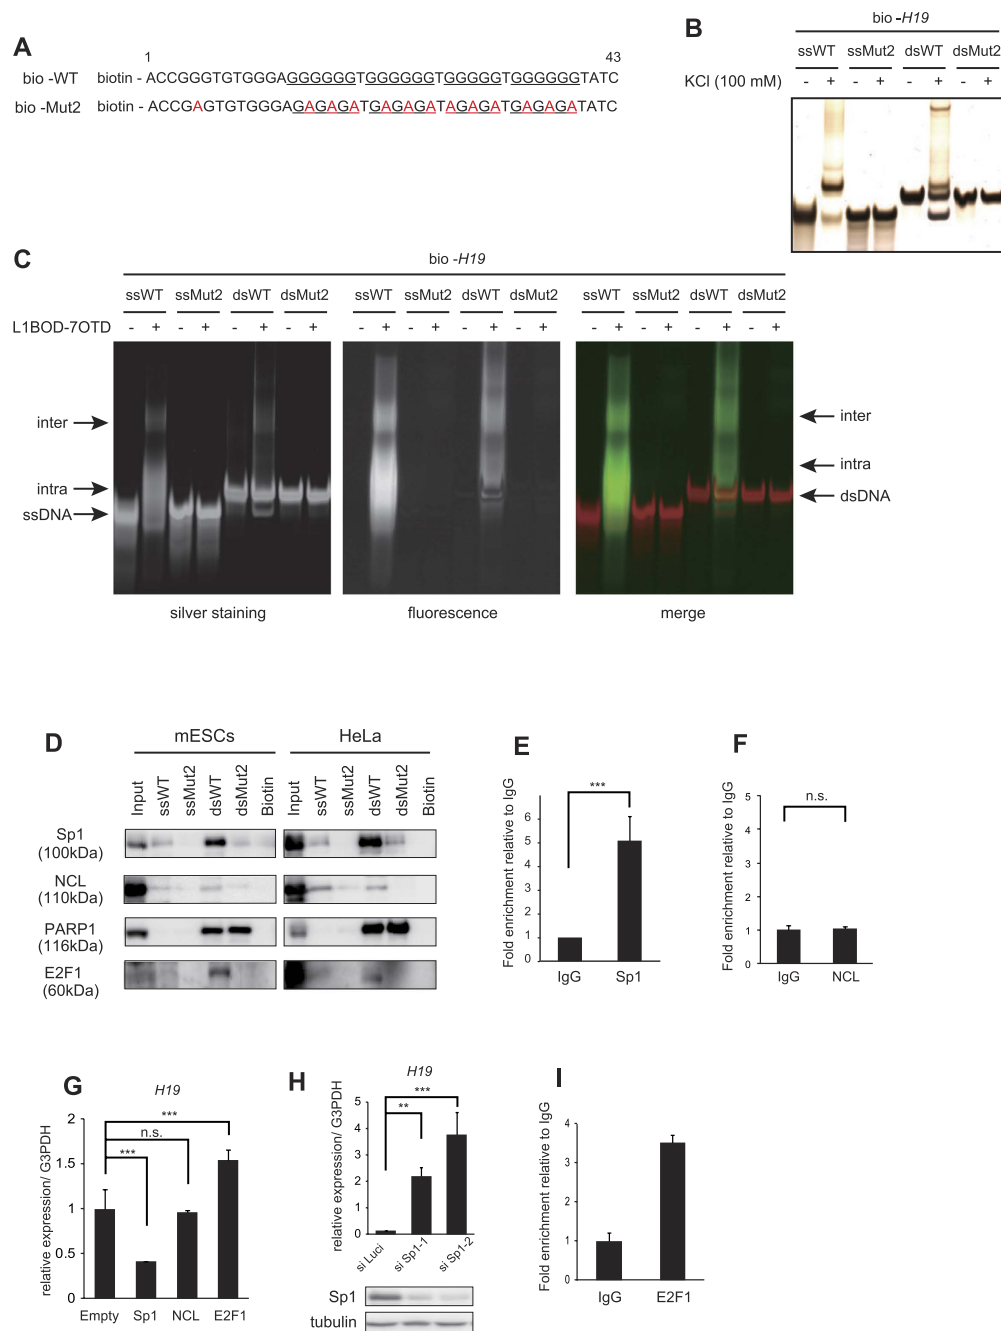 A
1 43
bio -WT biotin - ACCGGGTGTGGGAGGGGGGTGGGGGGTGGGGGTGGGGGGTATC
bio -Mut2 biotin - ACCGAGTGTGGGAGAGAGATGAGAGATAGAGATGAGAGATATC
B
bio -H19
ssWT ssMut2 dsWT dsMut2
KCl (100 mM) - + - + - + - +
C
bio -H19
ssWT ssMut2 dsWT dsMut2 ssWT ssMut2 dsWT dsMut2 ssWT ssMut2 dsWT dsMut2
L1BOD-7OTD - + - + - + - + - + - + - + - + - + - + - + - +
inter inter
intra intra
ssDNA dsDNA
silver staining fluorescence merge
D
mESCs HeLa
Input ssWT ssMut2 dsWT dsMut2 Biotin Input ssWT ssMut2 dsWT dsMut2 Biotin
Sp1
(100kDa)
NCL
(110kDa)
PARP1
(116kDa)
E2F1
(60kDa)
E
Fold enrichment relative to IgG
***
6
5
4
3
2
1
0
IgG Sp1
F
Fold enrichment relative to IgG
n.s.
5
4
3
2
1
0
IgG NCL
G
H19
relative expression/ G3PDH
***
n.s.
***
2
1.5
1
0.5
0
Empty Sp1 NCL E2F1
H
H19
relative expression/ G3PDH
***
**
5
4
3
2
1
0
si Luci si Sp1-1 si Sp1-2
Sp1
tubulin
I
Fold enrichment relative to IgG
4
3
2
1
0
IgG E2F1